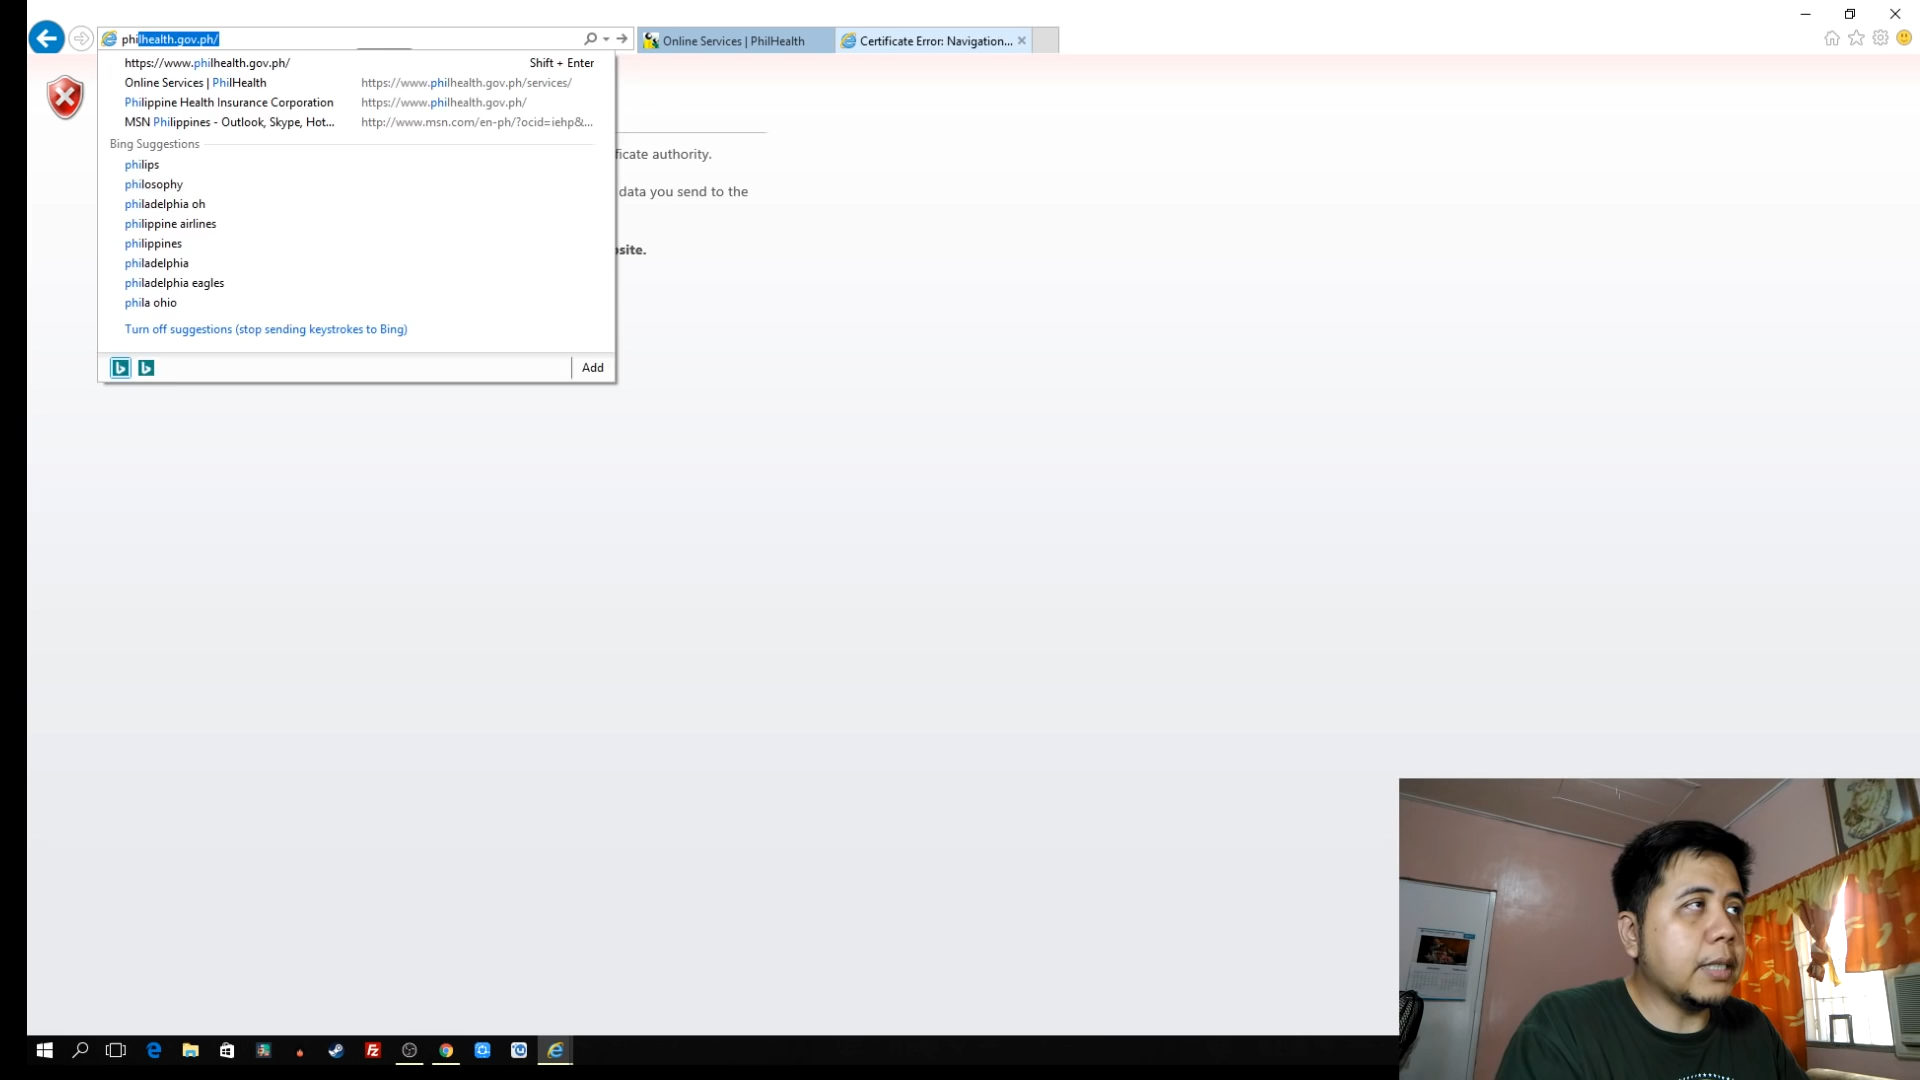 philhealth.gov.ph/
Online Services | PhilHealth
Certificate Error: Navigation...
https://www.philhealth.gov.ph/ Shift + Enter
Online Services | PhilHealth https://www.philhealth.gov.ph/services/
Philippine Health Insurance Corporation https://www.philhealth.gov.ph/
MSN Philippines - Outlook, Skype, Hot... http://www.msn.com/en-ph/?ocid=iehp&...
Bing Suggestions
philips
philosophy
philadelphia oh
philippine airlines
philippines
philadelphia
philadelphia eagles
phila ohio
Turn off suggestions (stop sending keystrokes to Bing)
Add
ficate authority.
data you send to the
site.